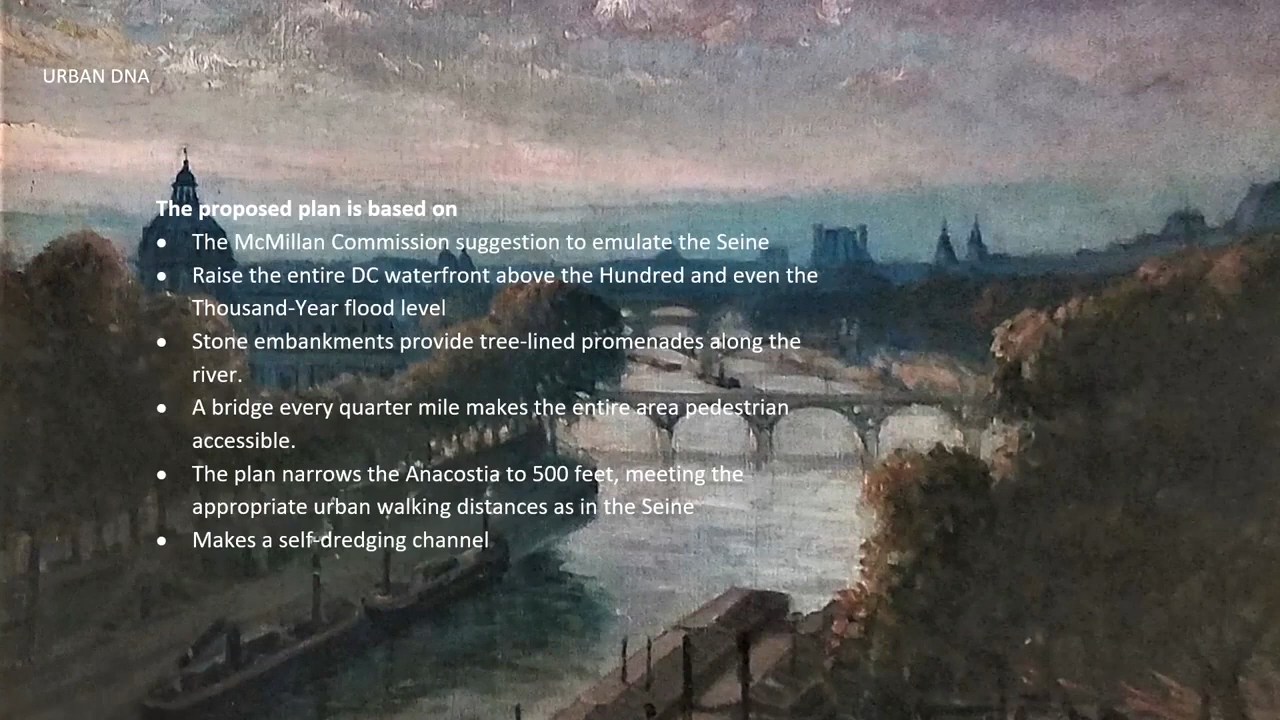 URBAN DNA
The proposed plan is based on
• The McMillan Commission suggestion to emulate the Seine
• Raise the entire DC waterfront above the Hundred and even the
Thousand-Year flood level
• Stone embankments provide tree-lined promenades along the
river.
• A bridge every quarter mile makes the entire area pedestrian
accessible.
• The plan narrows the Anacostia to 500 feet, meeting the
appropriate urban walking distances as in the Seine
• Makes a self-dredging channel